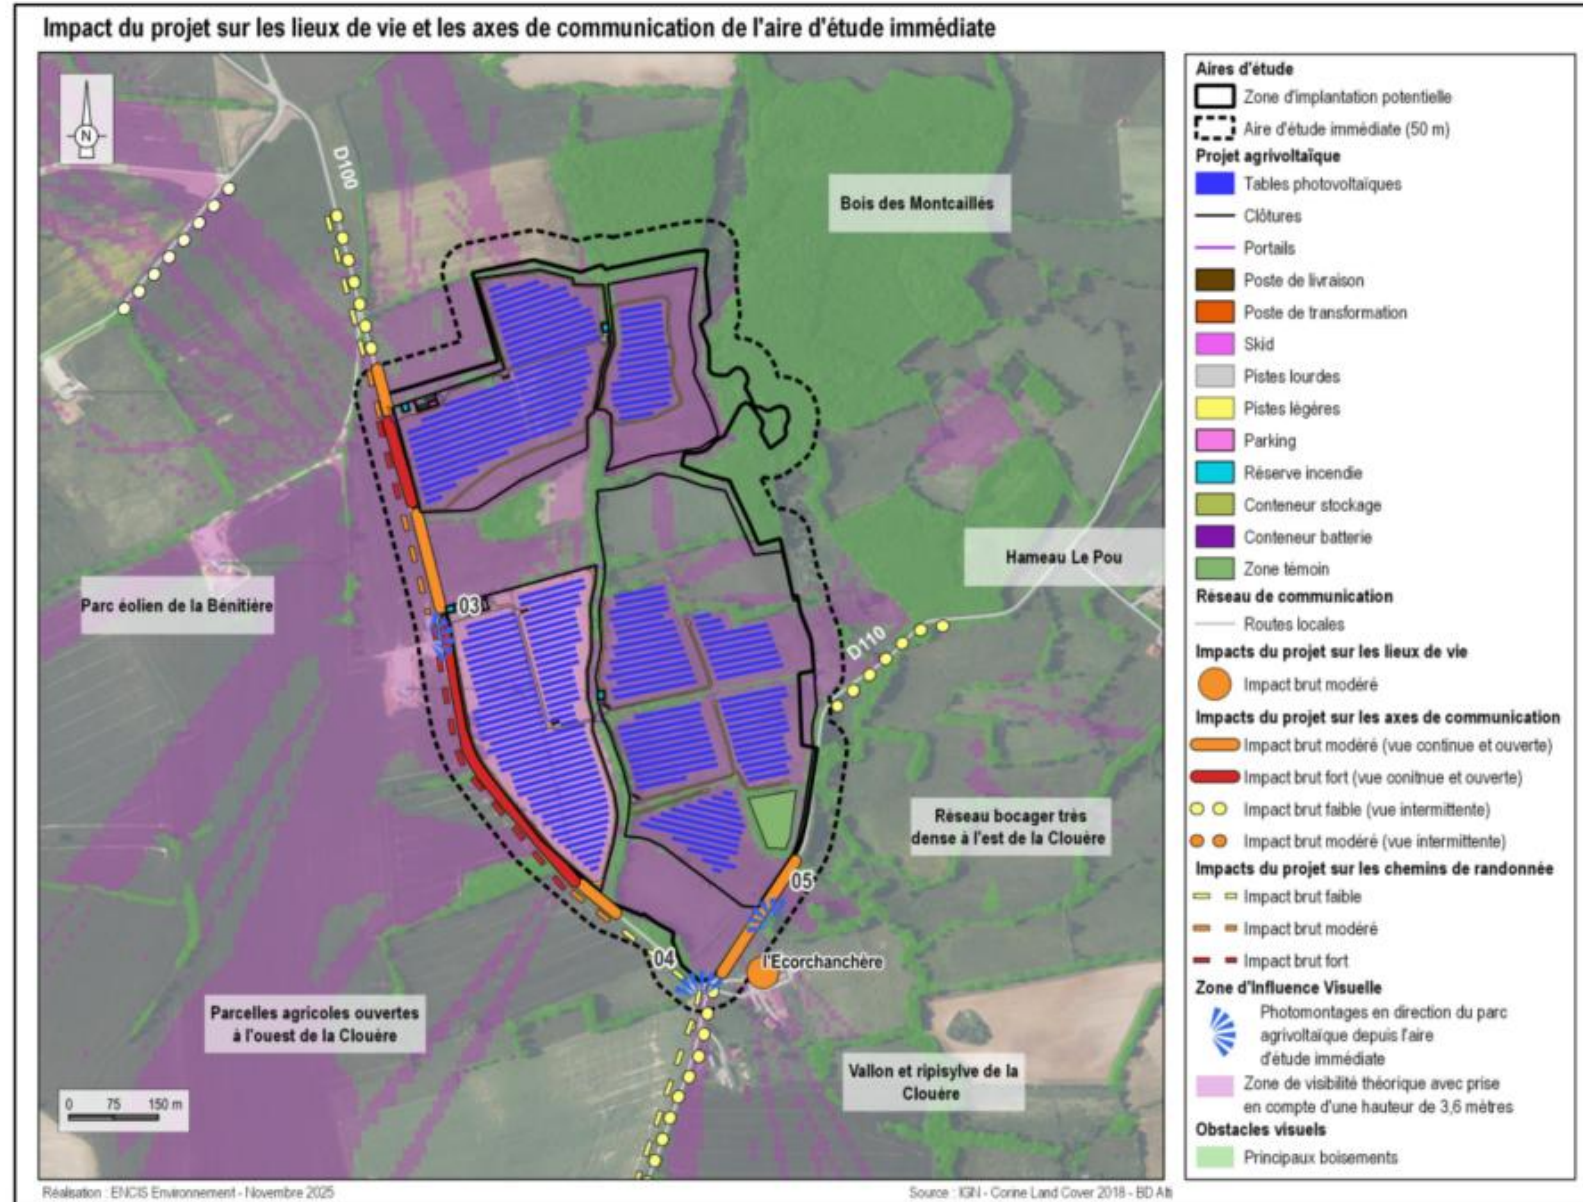 Impact du projet sur les lieux de vie et les axes de communication de l'aire d'étude immédiate
N
D100
Bois des Montcaillés
Hameau Le Pou
Parc éolien de la Bénitière
03
D110
Réseau bocager très
dense à l'est de la Clouère
05
04
l'Ecorchanchère
Parcelles agricoles ouvertes
à l'ouest de la Clouère
Vallon et ripisylve de la
Clouère
0 75 150 m
Réalisation : ENCIS Environnement - Novembre 2025
Source : IGN - Corine Land Cover 2018 - BD Alti
Aires d'étude
Zone d'implantation potentielle
Aire d'étude immédiate (50 m)
Projet agrivoltaïque
Tables photovoltaïques
Clôtures
Portails
Poste de livraison
Poste de transformation
Skid
Pistes lourdes
Pistes légères
Parking
Réserve incendie
Conteneur stockage
Conteneur batterie
Zone témoin
Réseau de communication
Routes locales
Impacts du projet sur les lieux de vie
Impact brut modéré
Impacts du projet sur les axes de communication
Impact brut modéré (vue continue et ouverte)
Impact brut fort (vue conitnue et ouverte)
Impact brut faible (vue intermittente)
Impact brut modéré (vue intermittente)
Impacts du projet sur les chemins de randonnée
Impact brut faible
Impact brut modéré
Impact brut fort
Zone d'Influence Visuelle
Photomontages en direction du parc
agrivoltaïque depuis l'aire
d'étude immédiate
Zone de visibilité théorique avec prise
en compte d'une hauteur de 3,6 mètres
Obstacles visuels
Principaux boisements